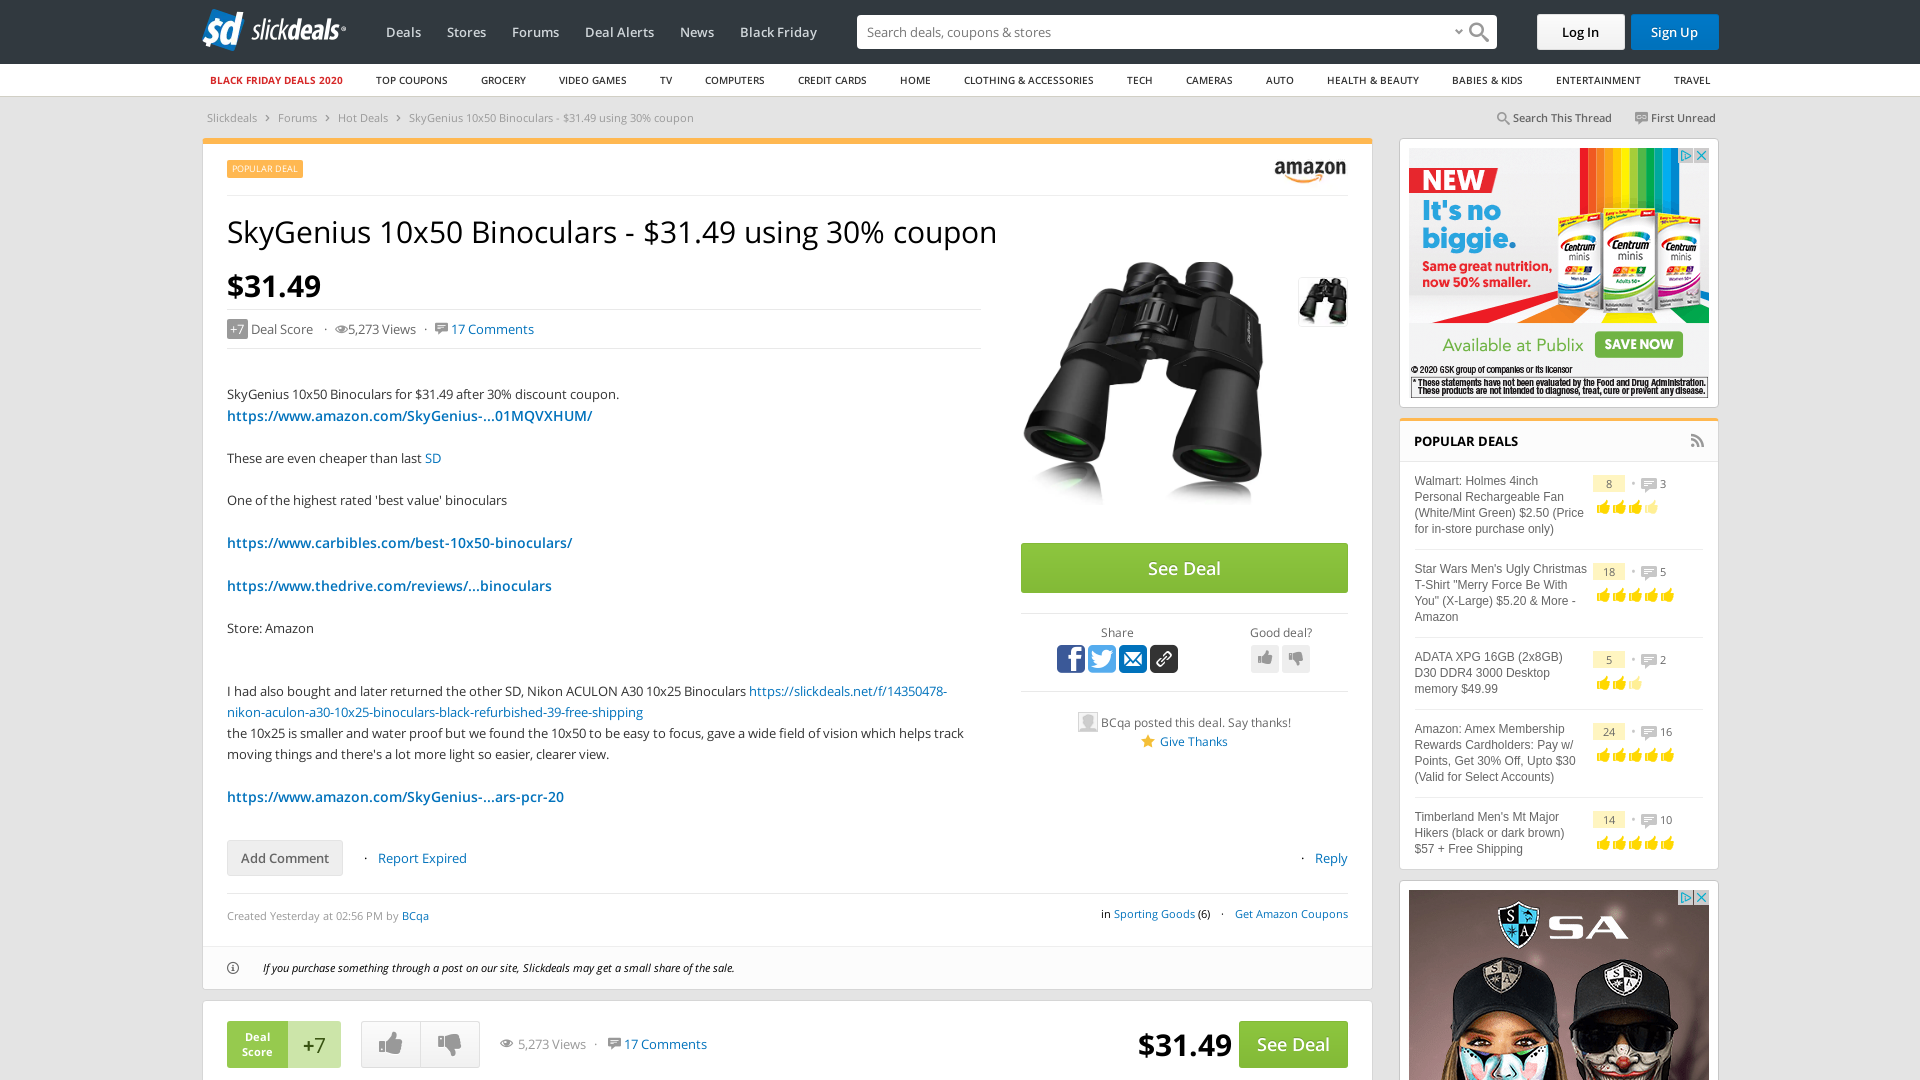 slickdeals
Deals
Stores
Forums
Deal Alerts
News
Black Friday
Search deals, coupons & stores
Log In
Sign Up
BLACK FRIDAY DEALS 2020
TOP COUPONS
GROCERY
VIDEO GAMES
TV
COMPUTERS
CREDIT CARDS
HOME
CLOTHING & ACCESSORIES
TECH
CAMERAS
AUTO
HEALTH & BEAUTY
BABIES & KIDS
ENTERTAINMENT
TRAVEL
Slickdeals > Forums > Hot Deals > SkyGenius 10x50 Binoculars - $31.49 using 30% coupon
Search This Thread
First Unread
POPULAR DEAL
amazon
SkyGenius 10x50 Binoculars - $31.49 using 30% coupon
$31.49
+7 Deal Score · 5,273 Views · 17 Comments
SkyGenius 10x50 Binoculars for $31.49 after 30% discount coupon.
https://www.amazon.com/SkyGenius-...01MQVXHUM/
These are even cheaper than last SD
One of the highest rated 'best value' binoculars
https://www.carbibles.com/best-10x50-binoculars/
https://www.thedrive.com/reviews/...binoculars
Store: Amazon
I had also bought and later returned the other SD, Nikon ACULON A30 10x25 Binoculars https://slickdeals.net/f/14350478-
nikon-aculon-a30-10x25-binoculars-black-refurbished-39-free-shipping
the 10x25 is smaller and water proof but we found the 10x50 to be easy to focus, gave a wide field of vision which helps track
moving things and there's a lot more light so easier, clearer view.
https://www.amazon.com/SkyGenius-...ars-pcr-20
See Deal
Share
Good deal?
BCqa posted this deal. Say thanks!
Give Thanks
Add Comment
· Report Expired
· Reply
Created Yesterday at 02:56 PM by BCqa
in Sporting Goods (6) · Get Amazon Coupons
If you purchase something through a post on our site, Slickdeals may get a small share of the sale.
Deal
Score
+7
5,273 Views · 17 Comments
$31.49
See Deal
NEW
It's no
biggie.
Same great nutrition,
now 50% smaller.
Centrum
minis
Centrum
minis
Centrum
minis
Available at Publix
SAVE NOW
© 2020 GSK group of companies or its licensor
* These statements have not been evaluated by the Food and Drug Administration.
These products are not intended to diagnose, treat, cure or prevent any disease.
POPULAR DEALS
Walmart: Holmes 4inch
Personal Rechargeable Fan
(White/Mint Green) $2.50 (Price
for in-store purchase only)
8 · 3
Star Wars Men's Ugly Christmas
T-Shirt "Merry Force Be With
You" (X-Large) $5.20 & More -
Amazon
18 · 5
ADATA XPG 16GB (2x8GB)
D30 DDR4 3000 Desktop
memory $49.99
5 · 2
Amazon: Amex Membership
Rewards Cardholders: Pay w/
Points, Get 30% Off, Upto $30
(Valid for Select Accounts)
24 · 16
Timberland Men's Mt Major
Hikers (black or dark brown)
$57 + Free Shipping
14 · 10
SA